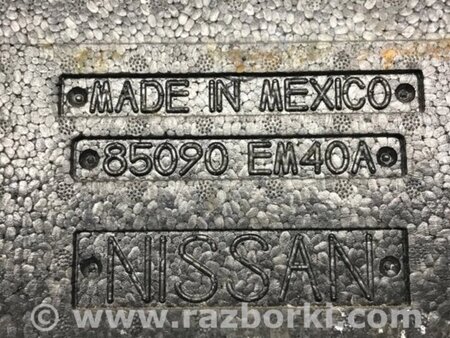 MADE IN MEXICO
85090 EM40A
NISSAN
© www.razborki.com